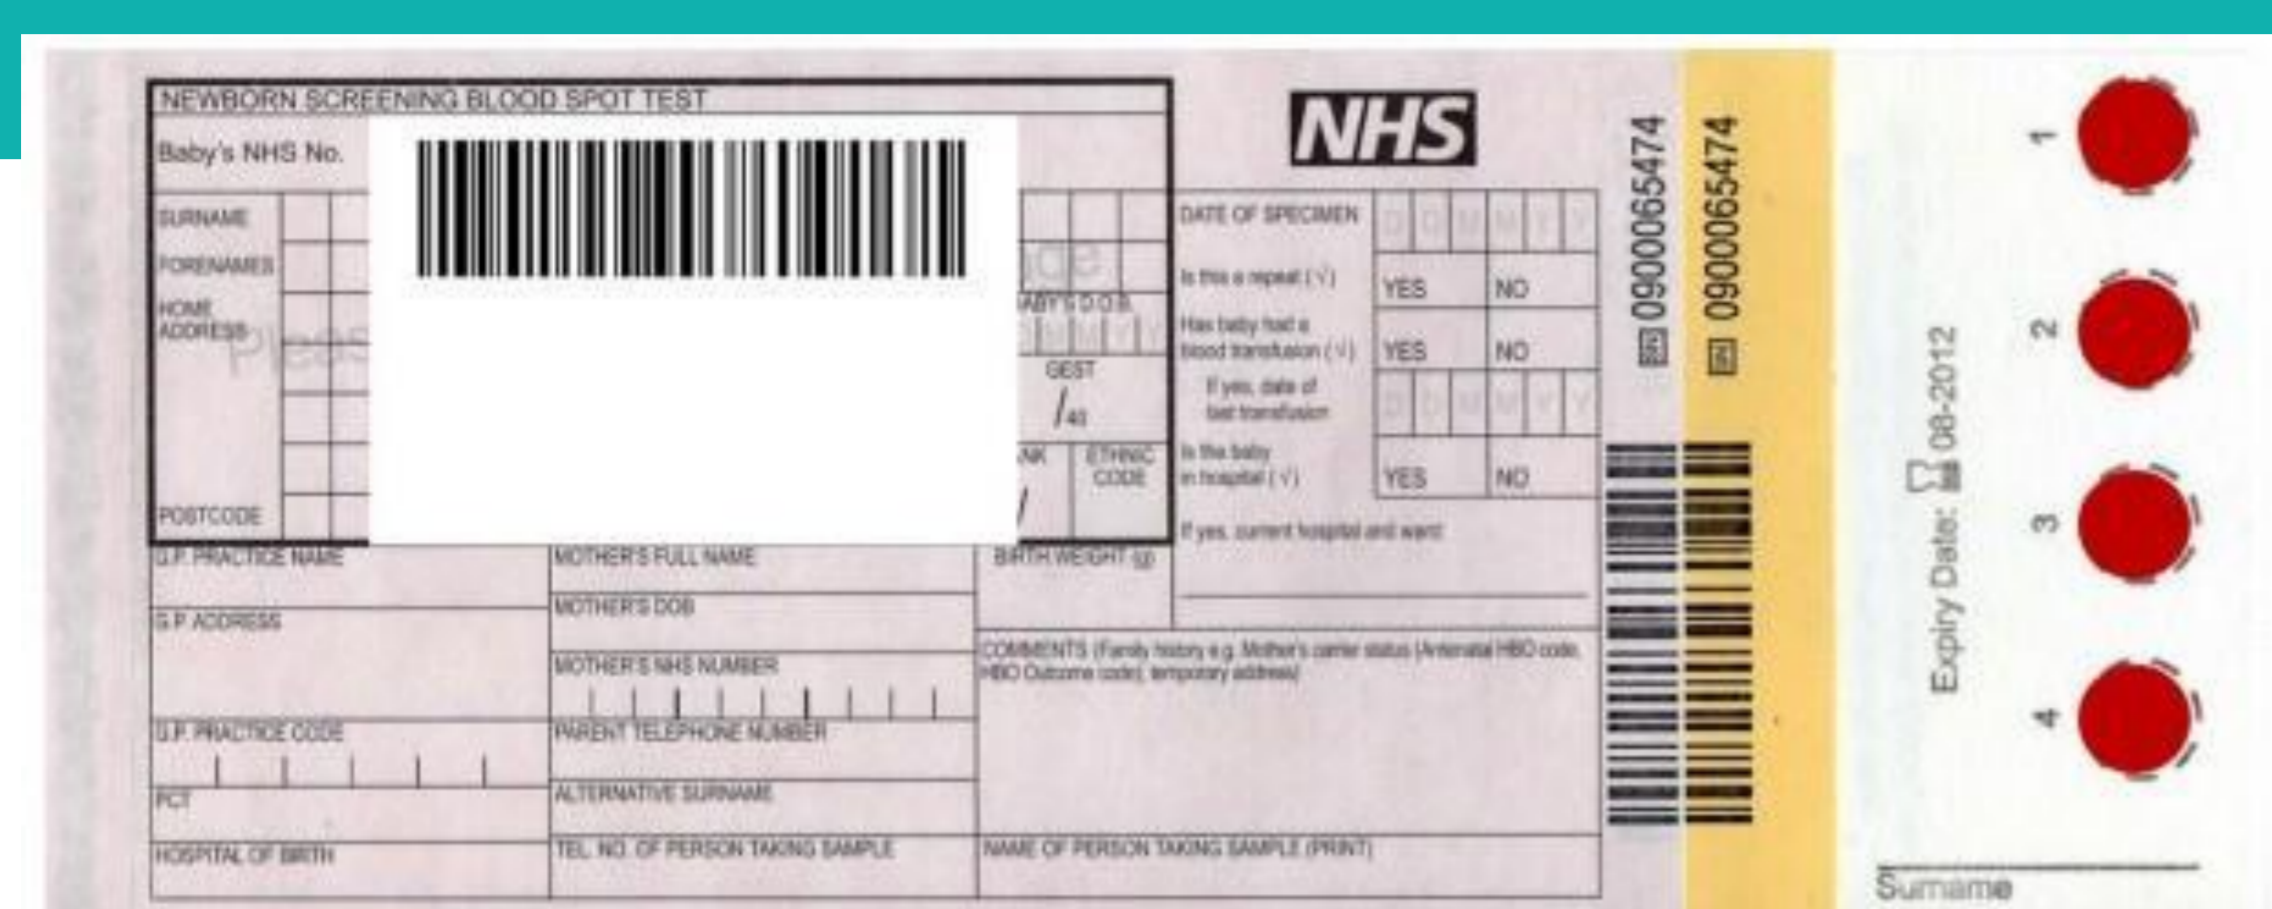 NEWBORN SCREENING BLOOD SPOT TEST
Baby's NHS No.
SURNAME
FORENAMES
HOME
ADDRESS
Pleas
POSTCODE
BABY'S D.O.B.
M M Y Y
GEST
/40
ETHNIC
CODE
NHS
DATE OF SPECIMEN
D D M M Y Y
Is this a repeat (√)
YES NO
Has baby had a
blood transfusion (√)
YES NO
If yes, date of
last transfusion
D D M M Y Y
Is the baby
in hospital (√)
YES NO
If yes, current hospital and ward:
G.P. PRACTICE NAME
G.P. ADDRESS
G.P. PRACTICE CODE
PCT
HOSPITAL OF BIRTH
MOTHER'S FULL NAME
MOTHER'S DOB
MOTHER'S NHS NUMBER
PARENT TELEPHONE NUMBER
ALTERNATIVE SURNAME
TEL. NO. OF PERSON TAKING SAMPLE
BIRTH WEIGHT (g)
COMMENTS (Family history e.g. Mother's carrier status (Antenatal HBO code,
HBO Outcome code), temporary address)
NAME OF PERSON TAKING SAMPLE (PRINT)
SN 0900065474
SN 0900065474
Expiry Date: 08-2012
1
2
3
4
Surname